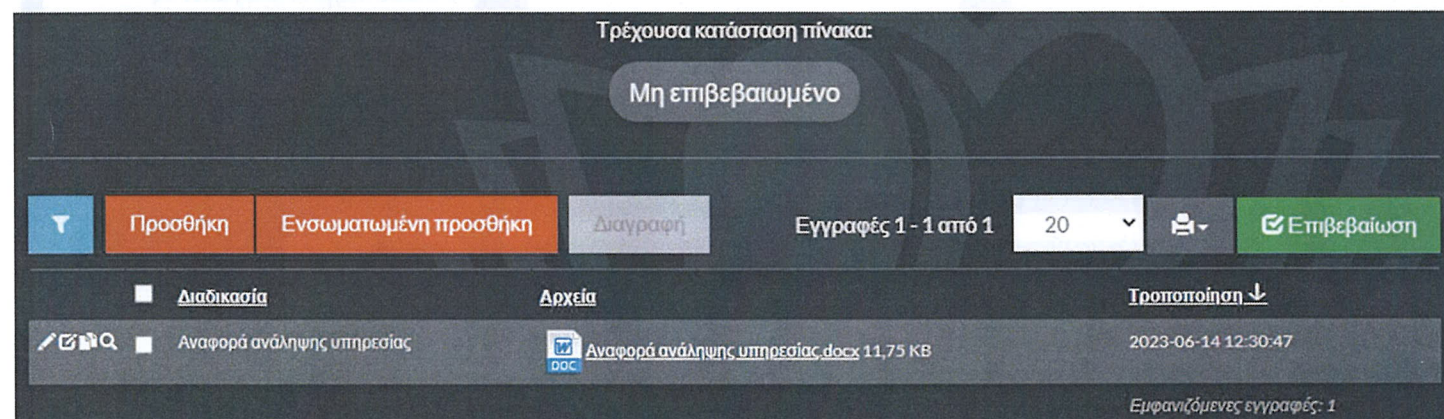 Τρέχουσα κατάσταση πίνακα:
Μη επιβεβαιωμένο
Προσθήκη Ενσωματωμένη προσθήκη Διαγραφή Εγγραφές 1 - 1 από 1 20 Επιβεβαίωση
Διαδικασία Αρχεία Τροποποίηση
Αναφορά ανάληψης υπηρεσίας DOC Αναφορά ανάληψης υπηρεσίας.docx 11,75 KB 2023-06-14 12:30:47
Εμφανιζόμενες εγγραφές: 1